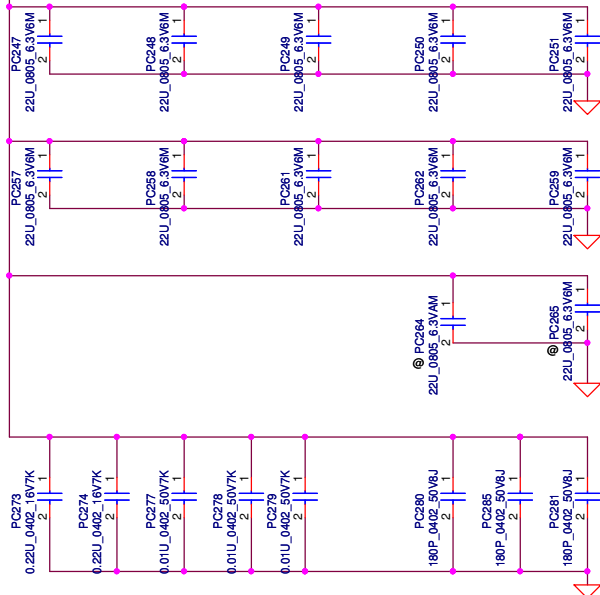 PC247
22U_0805_6.3V6M
1
2
PC248
22U_0805_6.3V6M
1
2
PC249
22U_0805_6.3V6M
1
2
PC250
22U_0805_6.3V6M
1
2
PC251
22U_0805_6.3V6M
1
2
PC257
22U_0805_6.3V6M
1
2
PC258
22U_0805_6.3V6M
1
2
PC261
22U_0805_6.3V6M
1
2
PC262
22U_0805_6.3V6M
1
2
PC259
22U_0805_6.3V6M
1
2
@ PC264
22U_0805_6.3VAM
1
2
@ PC265
22U_0805_6.3V6M
1
2
PC273
0.22U_0402_16V7K
1
2
PC274
0.22U_0402_16V7K
1
2
PC277
0.01U_0402_50V7K
1
2
PC278
0.01U_0402_50V7K
1
2
PC279
0.01U_0402_50V7K
1
2
PC280
180P_0402_50V8J
1
2
PC285
180P_0402_50V8J
1
2
PC281
180P_0402_50V8J
1
2